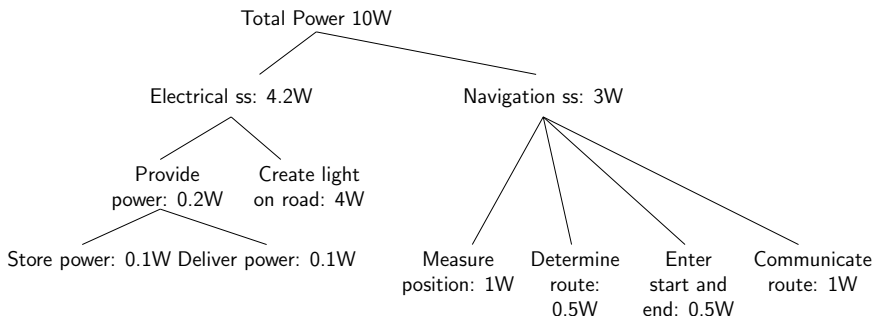 Total Power 10W
Electrical ss: 4.2W
Navigation ss: 3W
Provide
power: 0.2W
Create light
on road: 4W
Store power: 0.1W
Deliver power: 0.1W
Measure
position: 1W
Determine
route:
0.5W
Enter
start and
end: 0.5W
Communicate
route: 1W